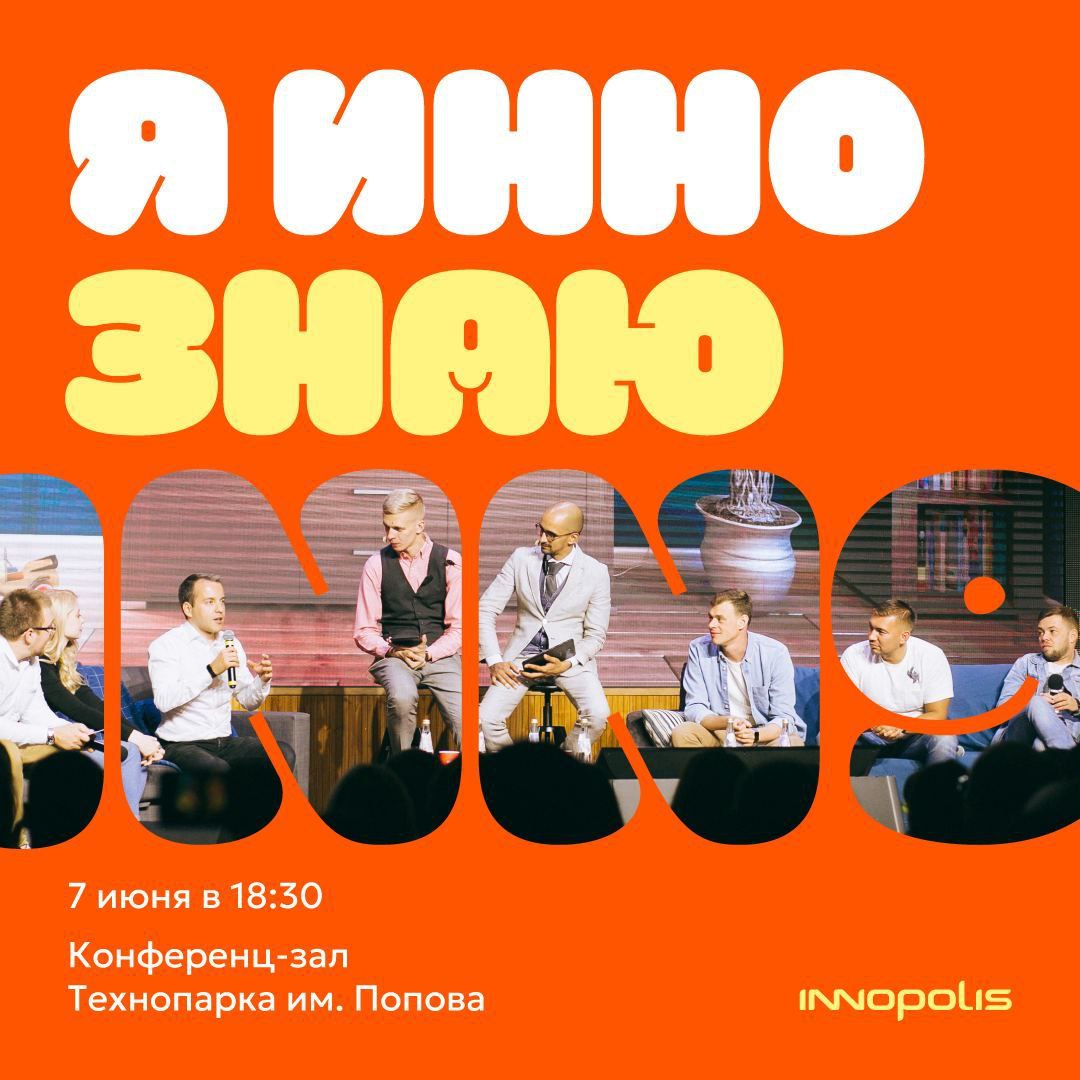 Я ИННО
ЗНАЮ
7 июня в 18:30
Конференц-зал
Технопарка им. Попова
INNOPOLIS